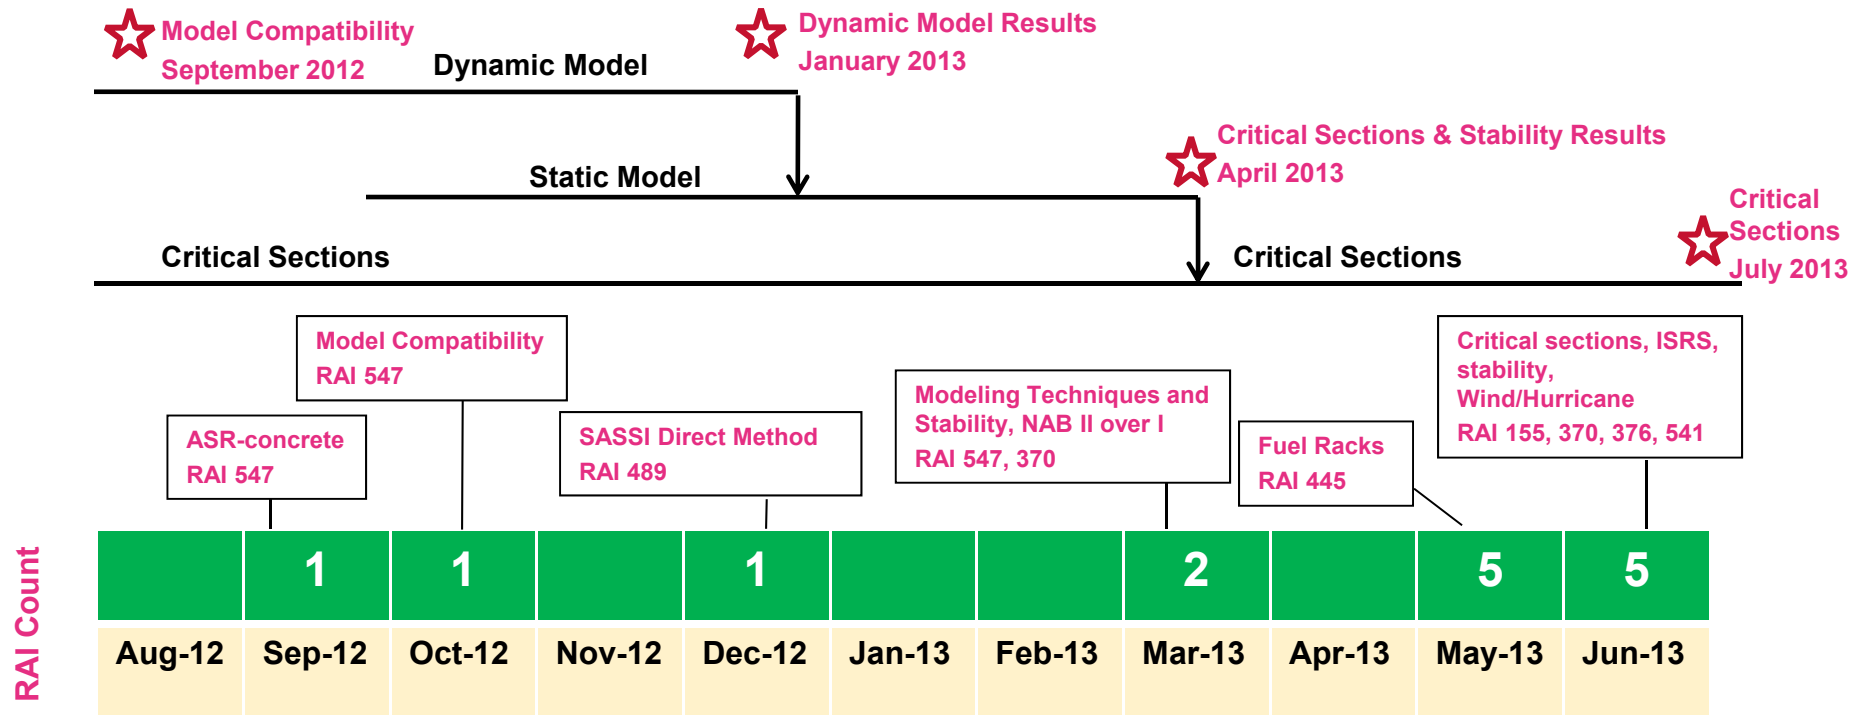 Model Compatibility
September 2012
Dynamic Model
Dynamic Model Results
January 2013
Static Model
Critical Sections & Stability Results
April 2013
Critical Sections
Critical Sections
Critical
Sections
July 2013
ASR-concrete
RAI 547
Model Compatibility
RAI 547
SASSI Direct Method
RAI 489
Modeling Techniques and
Stability, NAB II over I
RAI 547, 370
Fuel Racks
RAI 445
Critical sections, ISRS,
stability,
Wind/Hurricane
RAI 155, 370, 376, 541
RAI Count
1 1 1 2 5 5
Aug-12 Sep-12 Oct-12 Nov-12 Dec-12 Jan-13 Feb-13 Mar-13 Apr-13 May-13 Jun-13